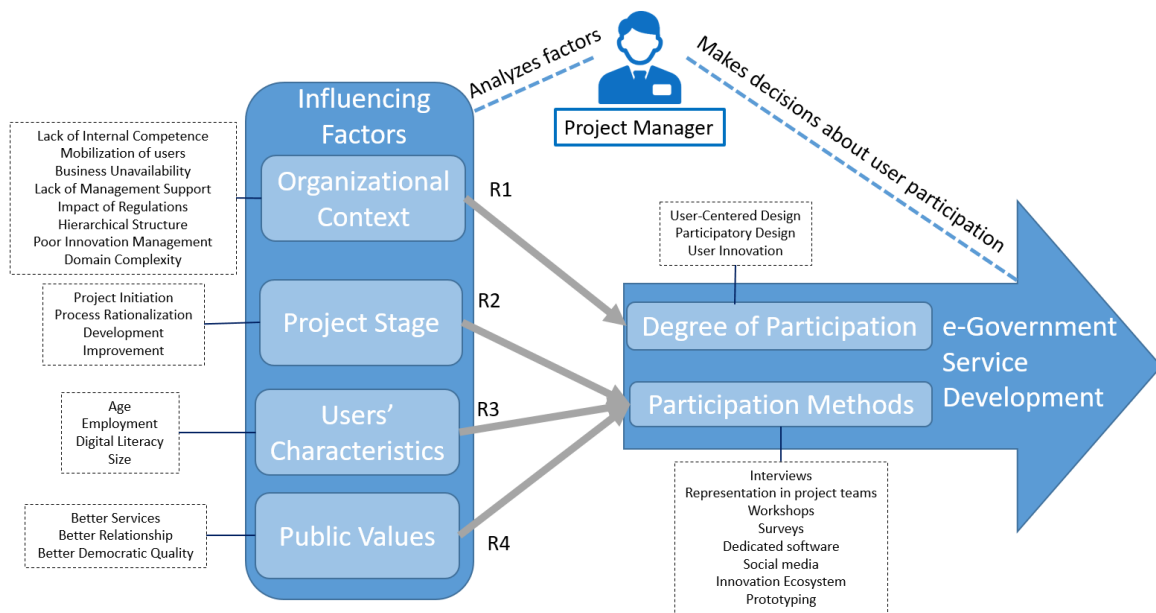 Analyzes factors
Makes decisions about user participation
Project Manager
Influencing
Factors
Lack of Internal Competence
Mobilization of users
Business Unavailability
Lack of Management Support
Impact of Regulations
Hierarchical Structure
Poor Innovation Management
Domain Complexity
Organizational
Context
R1
Project Initiation
Process Rationalization
Development
Improvement
Project Stage
R2
Age
Employment
Digital Literacy
Size
Users’
Characteristics
R3
Better Services
Better Relationship
Better Democratic Quality
Public Values
R4
User-Centered Design
Participatory Design
User Innovation
Degree of Participation
Participation Methods
e-Government
Service
Development
Interviews
Representation in project teams
Workshops
Surveys
Dedicated software
Social media
Innovation Ecosystem
Prototyping